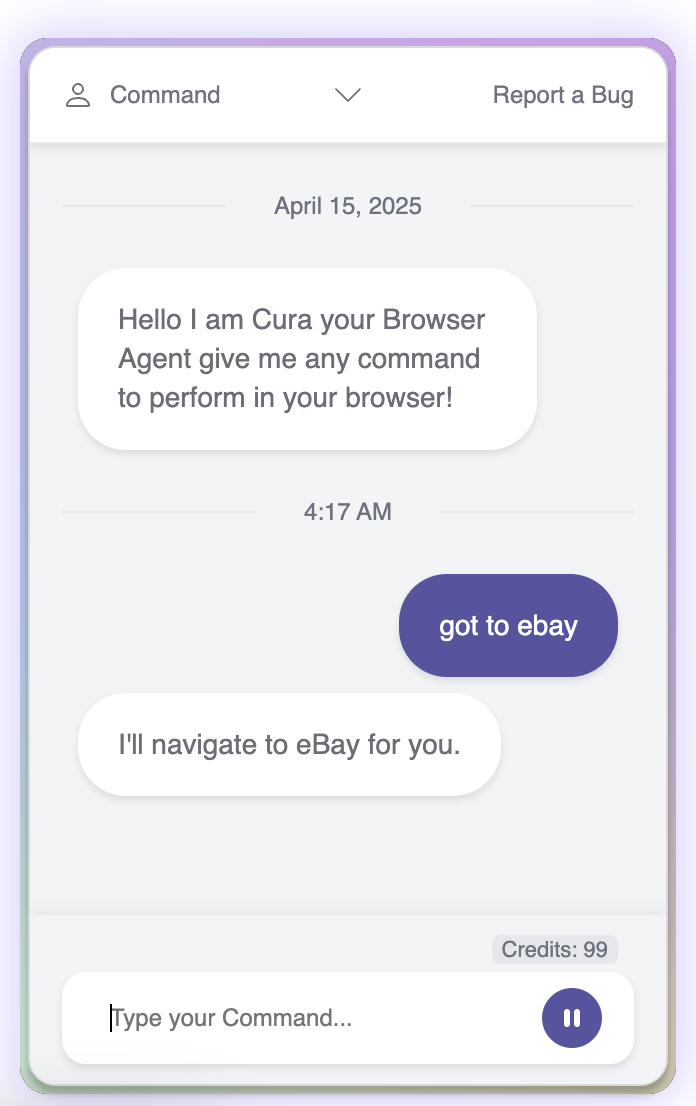 Command
Report a Bug
April 15, 2025
Hello I am Cura your Browser
Agent give me any command
to perform in your browser!
4:17 AM
got to ebay
I'll navigate to eBay for you.
Credits: 99
Type your Command...